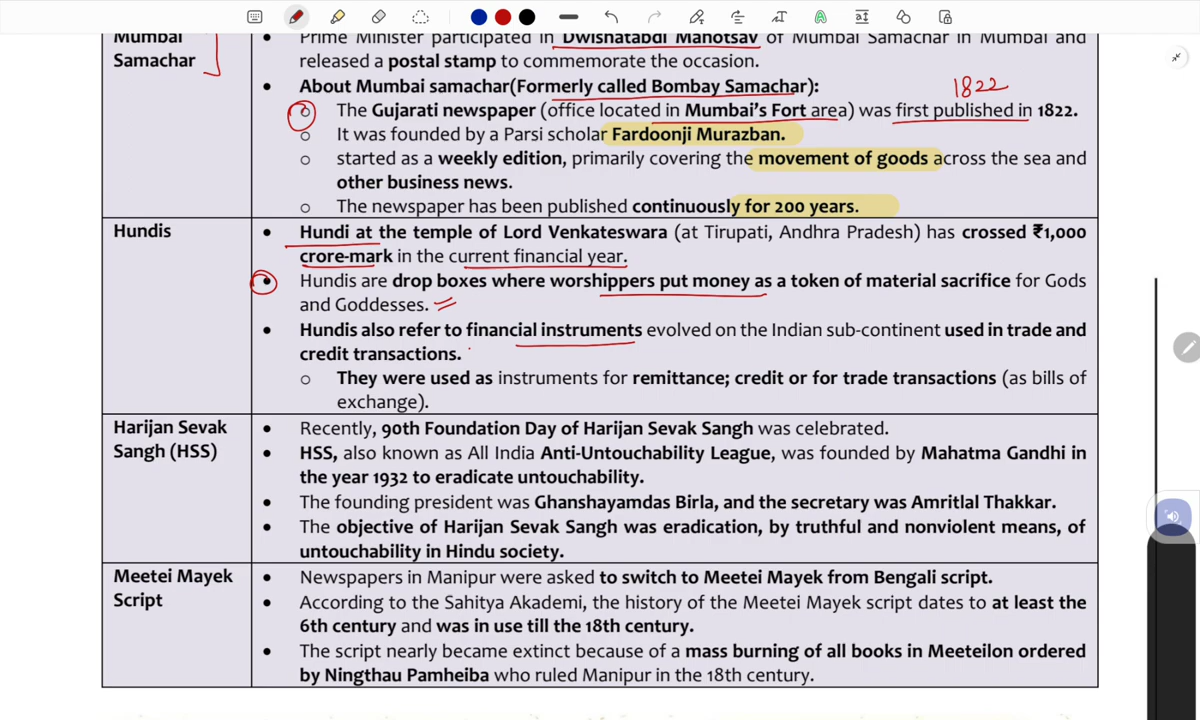 Mumbai
Samachar
Prime Minister participated in Dwishatabdi Mahotsav of Mumbai Samachar in Mumbai and
released a postal stamp to commemorate the occasion.
• About Mumbai samachar(Formerly called Bombay Samachar):
1822
o The Gujarati newspaper (office located in Mumbai's Fort area) was first published in 1822.
o It was founded by a Parsi scholar Fardoonji Murazban.
o started as a weekly edition, primarily covering the movement of goods across the sea and
other business news.
o The newspaper has been published continuously for 200 years.
Hundis
• Hundi at the temple of Lord Venkateswara (at Tirupati, Andhra Pradesh) has crossed ₹1,000
crore-mark in the current financial year.
• Hundis are drop boxes where worshippers put money as a token of material sacrifice for Gods
and Goddesses.
• Hundis also refer to financial instruments evolved on the Indian sub-continent used in trade and
credit transactions.
o They were used as instruments for remittance; credit or for trade transactions (as bills of
exchange).
Harijan Sevak
Sangh (HSS)
• Recently, 90th Foundation Day of Harijan Sevak Sangh was celebrated.
• HSS, also known as All India Anti-Untouchability League, was founded by Mahatma Gandhi in
the year 1932 to eradicate untouchability.
• The founding president was Ghanshayamdas Birla, and the secretary was Amritlal Thakkar.
• The objective of Harijan Sevak Sangh was eradication, by truthful and nonviolent means, of
untouchability in Hindu society.
Meetei Mayek
Script
• Newspapers in Manipur were asked to switch to Meetei Mayek from Bengali script.
• According to the Sahitya Akademi, the history of the Meetei Mayek script dates to at least the
6th century and was in use till the 18th century.
• The script nearly became extinct because of a mass burning of all books in Meeteilon ordered
by Ningthau Pamheiba who ruled Manipur in the 18th century.